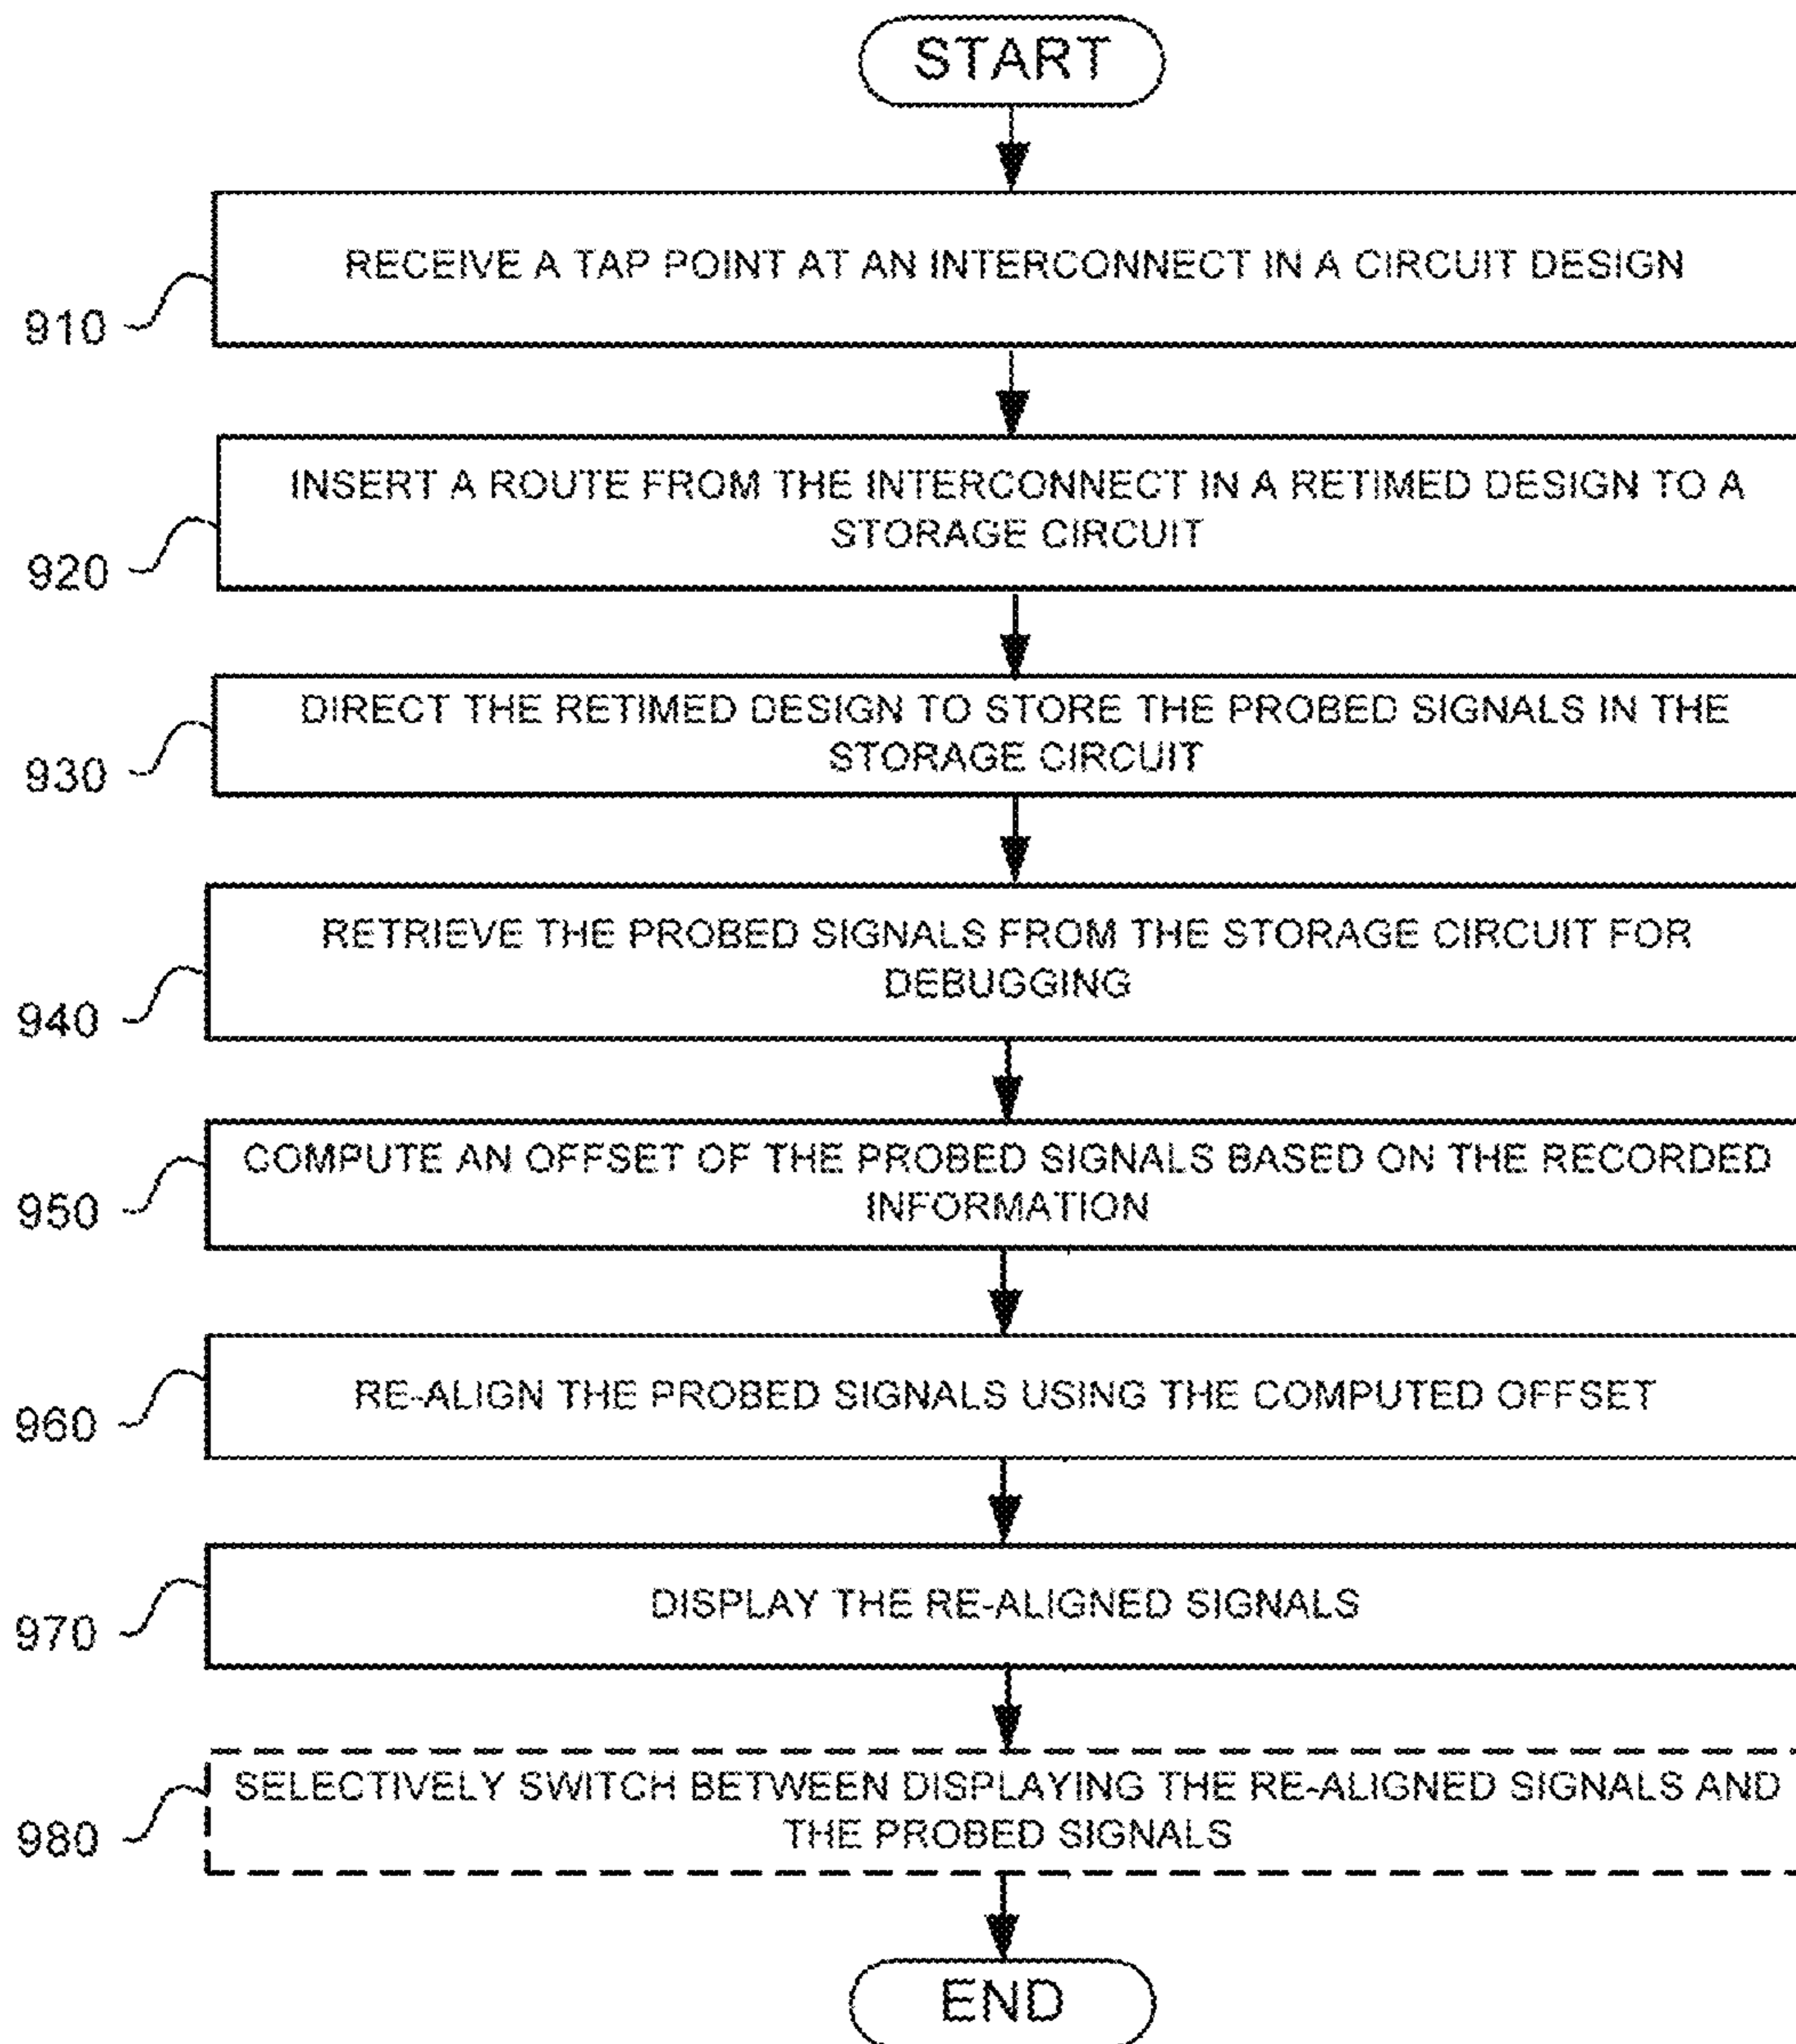 START
RECEIVE A TAP POINT AT AN INTERCONNECT IN A CIRCUIT DESIGN
910
INSERT A ROUTE FROM THE INTERCONNECT IN A RETIMED DESIGN TO A
STORAGE CIRCUIT
920
DIRECT THE RETIMED DESIGN TO STORE THE PROBED SIGNALS IN THE
STORAGE CIRCUIT
930
RETRIEVE THE PROBED SIGNALS FROM THE STORAGE CIRCUIT FOR
DEBUGGING
940
COMPUTE AN OFFSET OF THE PROBED SIGNALS BASED ON THE RECORDED
INFORMATION
950
RE-ALIGN THE PROBED SIGNALS USING THE COMPUTED OFFSET
960
DISPLAY THE RE-ALIGNED SIGNALS
970
SELECTIVELY SWITCH BETWEEN DISPLAYING THE RE-ALIGNED SIGNALS AND
THE PROBED SIGNALS
980
END